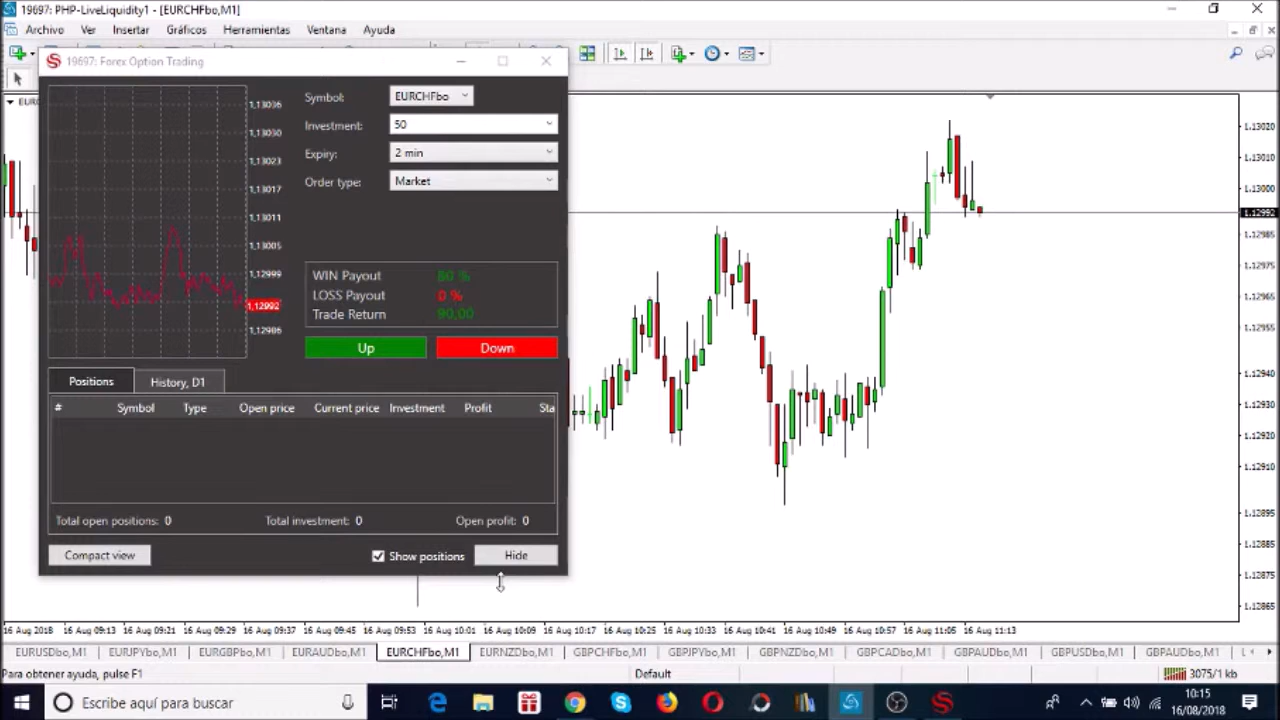 19697: PHP-LiveLiquidity1 - [EURCHFbo,M1]
Archivo Ver Insertar Gráficos Herramientas Ventana Ayuda
19697: Forex Option Trading
Symbol: EURCHFbo
Investment: 50
Expiry: 2 min
Order type: Market
1,13036
1,13030
1,13023
1,13017
1,13011
1,13005
1,12999
1,12992
1,12986
WIN Payout 80 %
LOSS Payout 0 %
Trade Return 90,00
Up Down
Positions History, D1
# Symbol Type Open price Current price Investment Profit Sta
Total open positions: 0 Total investment: 0 Open profit: 0
Compact view Show positions Hide
1.13020
1.13010
1.13000
1.12992
1.12985
1.12975
1.12965
1.12955
1.12940
1.12930
1.12920
1.12910
1.12895
1.12885
1.12875
1.12865
16 Aug 2018 16 Aug 09:13 16 Aug 09:21 16 Aug 09:29 16 Aug 09:37 16 Aug 09:45 16 Aug 09:53 16 Aug 10:01 16 Aug 10:09 16 Aug 10:17 16 Aug 10:25 16 Aug 10:33 16 Aug 10:41 16 Aug 10:49 16 Aug 10:57 16 Aug 11:05 16 Aug 11:13
EURUSDbo,M1 EURJPYbo,M1 EURGBPbo,M1 EURAUDbo,M1 EURCHFbo,M1 EURNZDbo,M1 GBPCHFbo,M1 GBPJPYbo,M1 GBPNZDbo,M1 GBPCADbo,M1 GBPAUDbo,M1 GBPUSDbo,M1 GBPAUDbo,M1
Para obtener ayuda, pulse F1 Default 3075/1 kb
Escribe aquí para buscar
10:15
16/08/2018